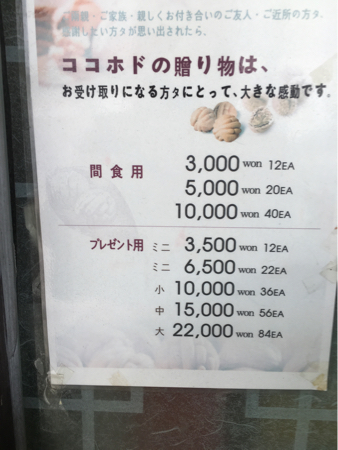 ご家族・親しくお付き合いのご友人・ご近所の方タ、
したい方タが思い出されたら、
ココホドの贈り物は、
お受け取りになる方タにとって、大きな感動です。
間食用 3,000 won 12EA
5,000 won 20EA
10,000 won 40EA
プレゼント用 ミニ 3,500 won 12EA
ミニ 6,500 won 22EA
小 10,000 won 36EA
中 15,000 won 56EA
大 22,000 won 84EA